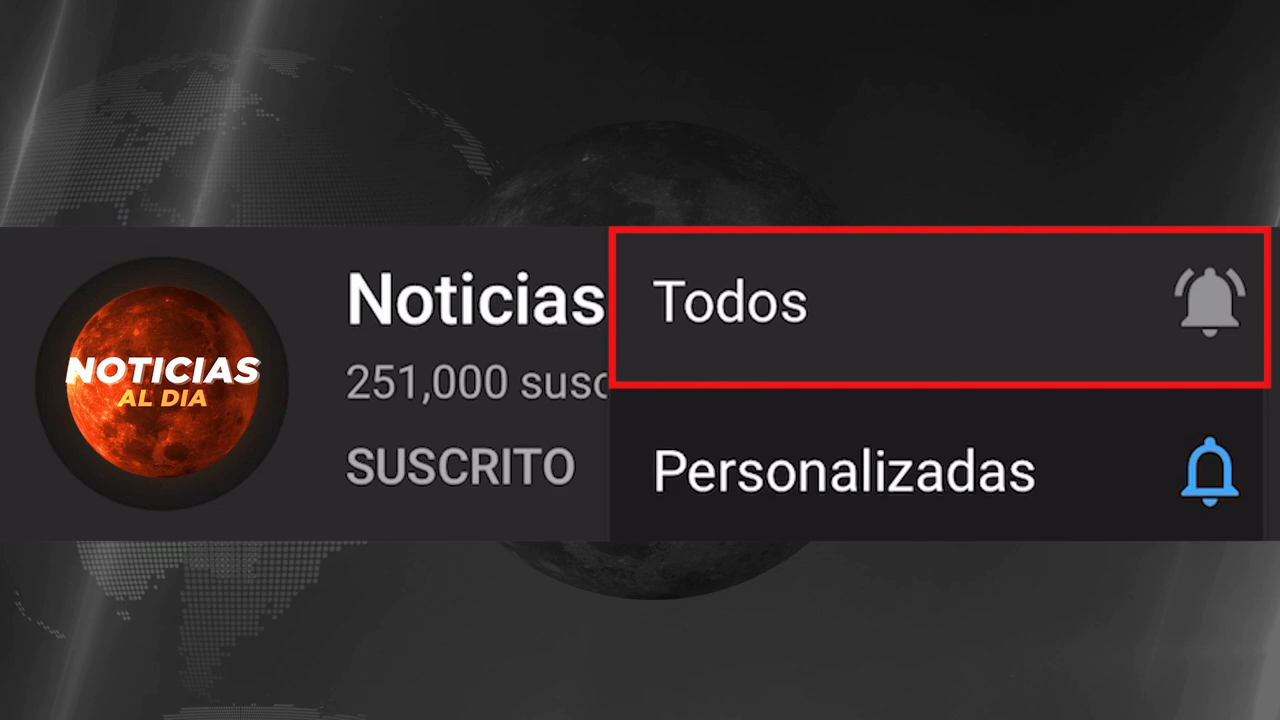 NOTICIAS
AL DIA
Noticias
251,000 susc
SUSCRITO
Todos
Personalizadas